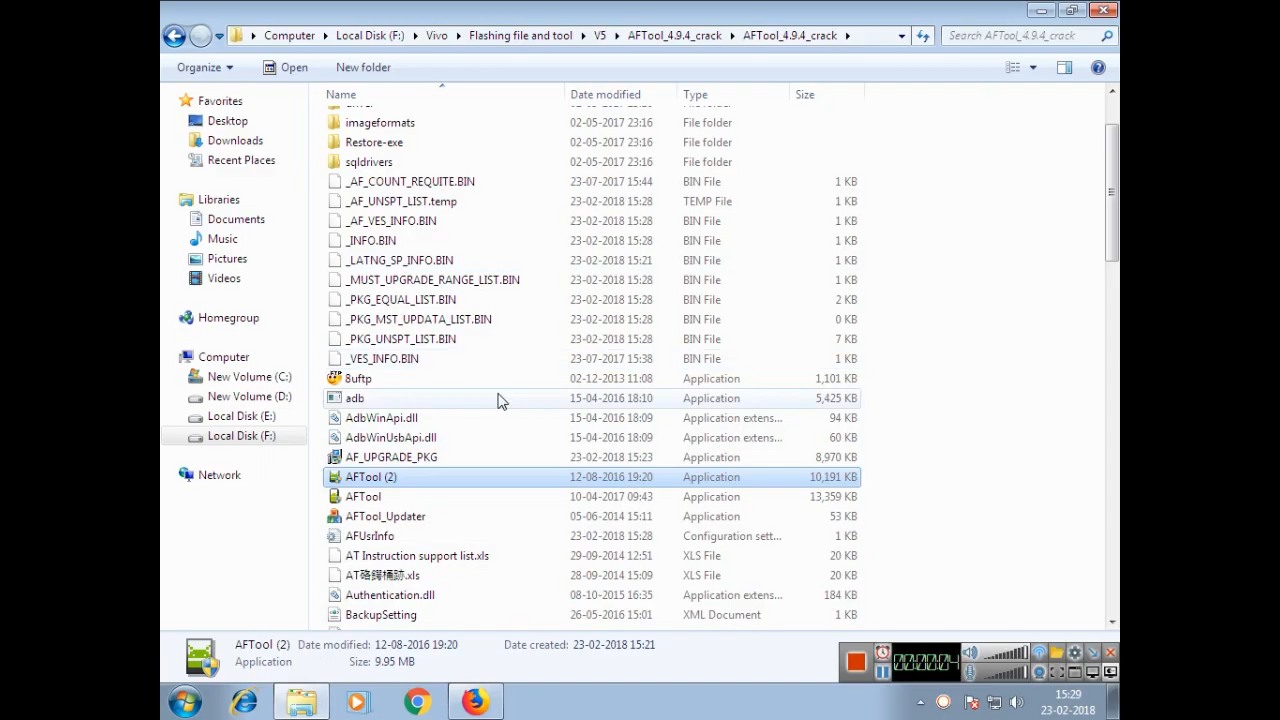 Computer Local Disk (F:) Vivo Flashing file and tool V5 AFTool_4.9.4_crack AFTool_4.9.4_crack Search AFTool_4.9.4_crack
Organize Open New folder
Name Date modified Type Size
Favorites
Desktop
Downloads
Recent Places
Libraries
Documents
Music
Pictures
Videos
Homegroup
Computer
New Volume (C:)
New Volume (D:)
Local Disk (E:)
Local Disk (F:)
Network
imageformats 02-05-2017 23:16 File folder
Restore-exe 02-05-2017 23:16 File folder
sqldrivers 02-05-2017 23:16 File folder
_AF_COUNT_REQUITE.BIN 23-07-2017 15:44 BIN File 1 KB
_AF_UNSPT_LIST.temp 23-02-2018 15:28 TEMP File 1 KB
_AF_VES_INFO.BIN 23-02-2018 15:28 BIN File 1 KB
_INFO.BIN 23-02-2018 15:28 BIN File 1 KB
_LATNG_SP_INFO.BIN 23-02-2018 15:21 BIN File 1 KB
_MUST_UPGRADE_RANGE_LIST.BIN 23-02-2018 15:28 BIN File 1 KB
_PKG_EQUAL_LIST.BIN 23-02-2018 15:28 BIN File 2 KB
_PKG_MST_UPDATA_LIST.BIN 23-02-2018 15:28 BIN File 0 KB
_PKG_UNSPT_LIST.BIN 23-02-2018 15:28 BIN File 7 KB
_VES_INFO.BIN 23-07-2017 15:38 BIN File 1 KB
8uftp 02-12-2013 11:08 Application 1,101 KB
adb 15-04-2016 18:10 Application 5,425 KB
AdbWinApi.dll 15-04-2016 18:09 Application extens... 94 KB
AdbWinUsbApi.dll 15-04-2016 18:09 Application extens... 60 KB
AF_UPGRADE_PKG 23-02-2018 15:23 Application 8,970 KB
AFTool (2) 12-08-2016 19:20 Application 10,191 KB
AFTool 10-04-2017 09:43 Application 13,359 KB
AFTool_Updater 05-06-2014 15:11 Application 53 KB
AFUsrInfo 23-02-2018 15:28 Configuration sett... 1 KB
AT Instruction support list.xls 29-09-2014 12:51 XLS File 20 KB
28-09-2014 15:09 XLS File 20 KB
Authentication.dll 08-10-2015 16:35 Application extens... 184 KB
BackupSetting 26-05-2016 15:01 XML Document 1 KB
AFTool (2) Date modified: 12-08-2016 19:20 Date created: 23-02-2018 15:21
Application Size: 9.95 MB
00:00:04
15:29
23-02-2018